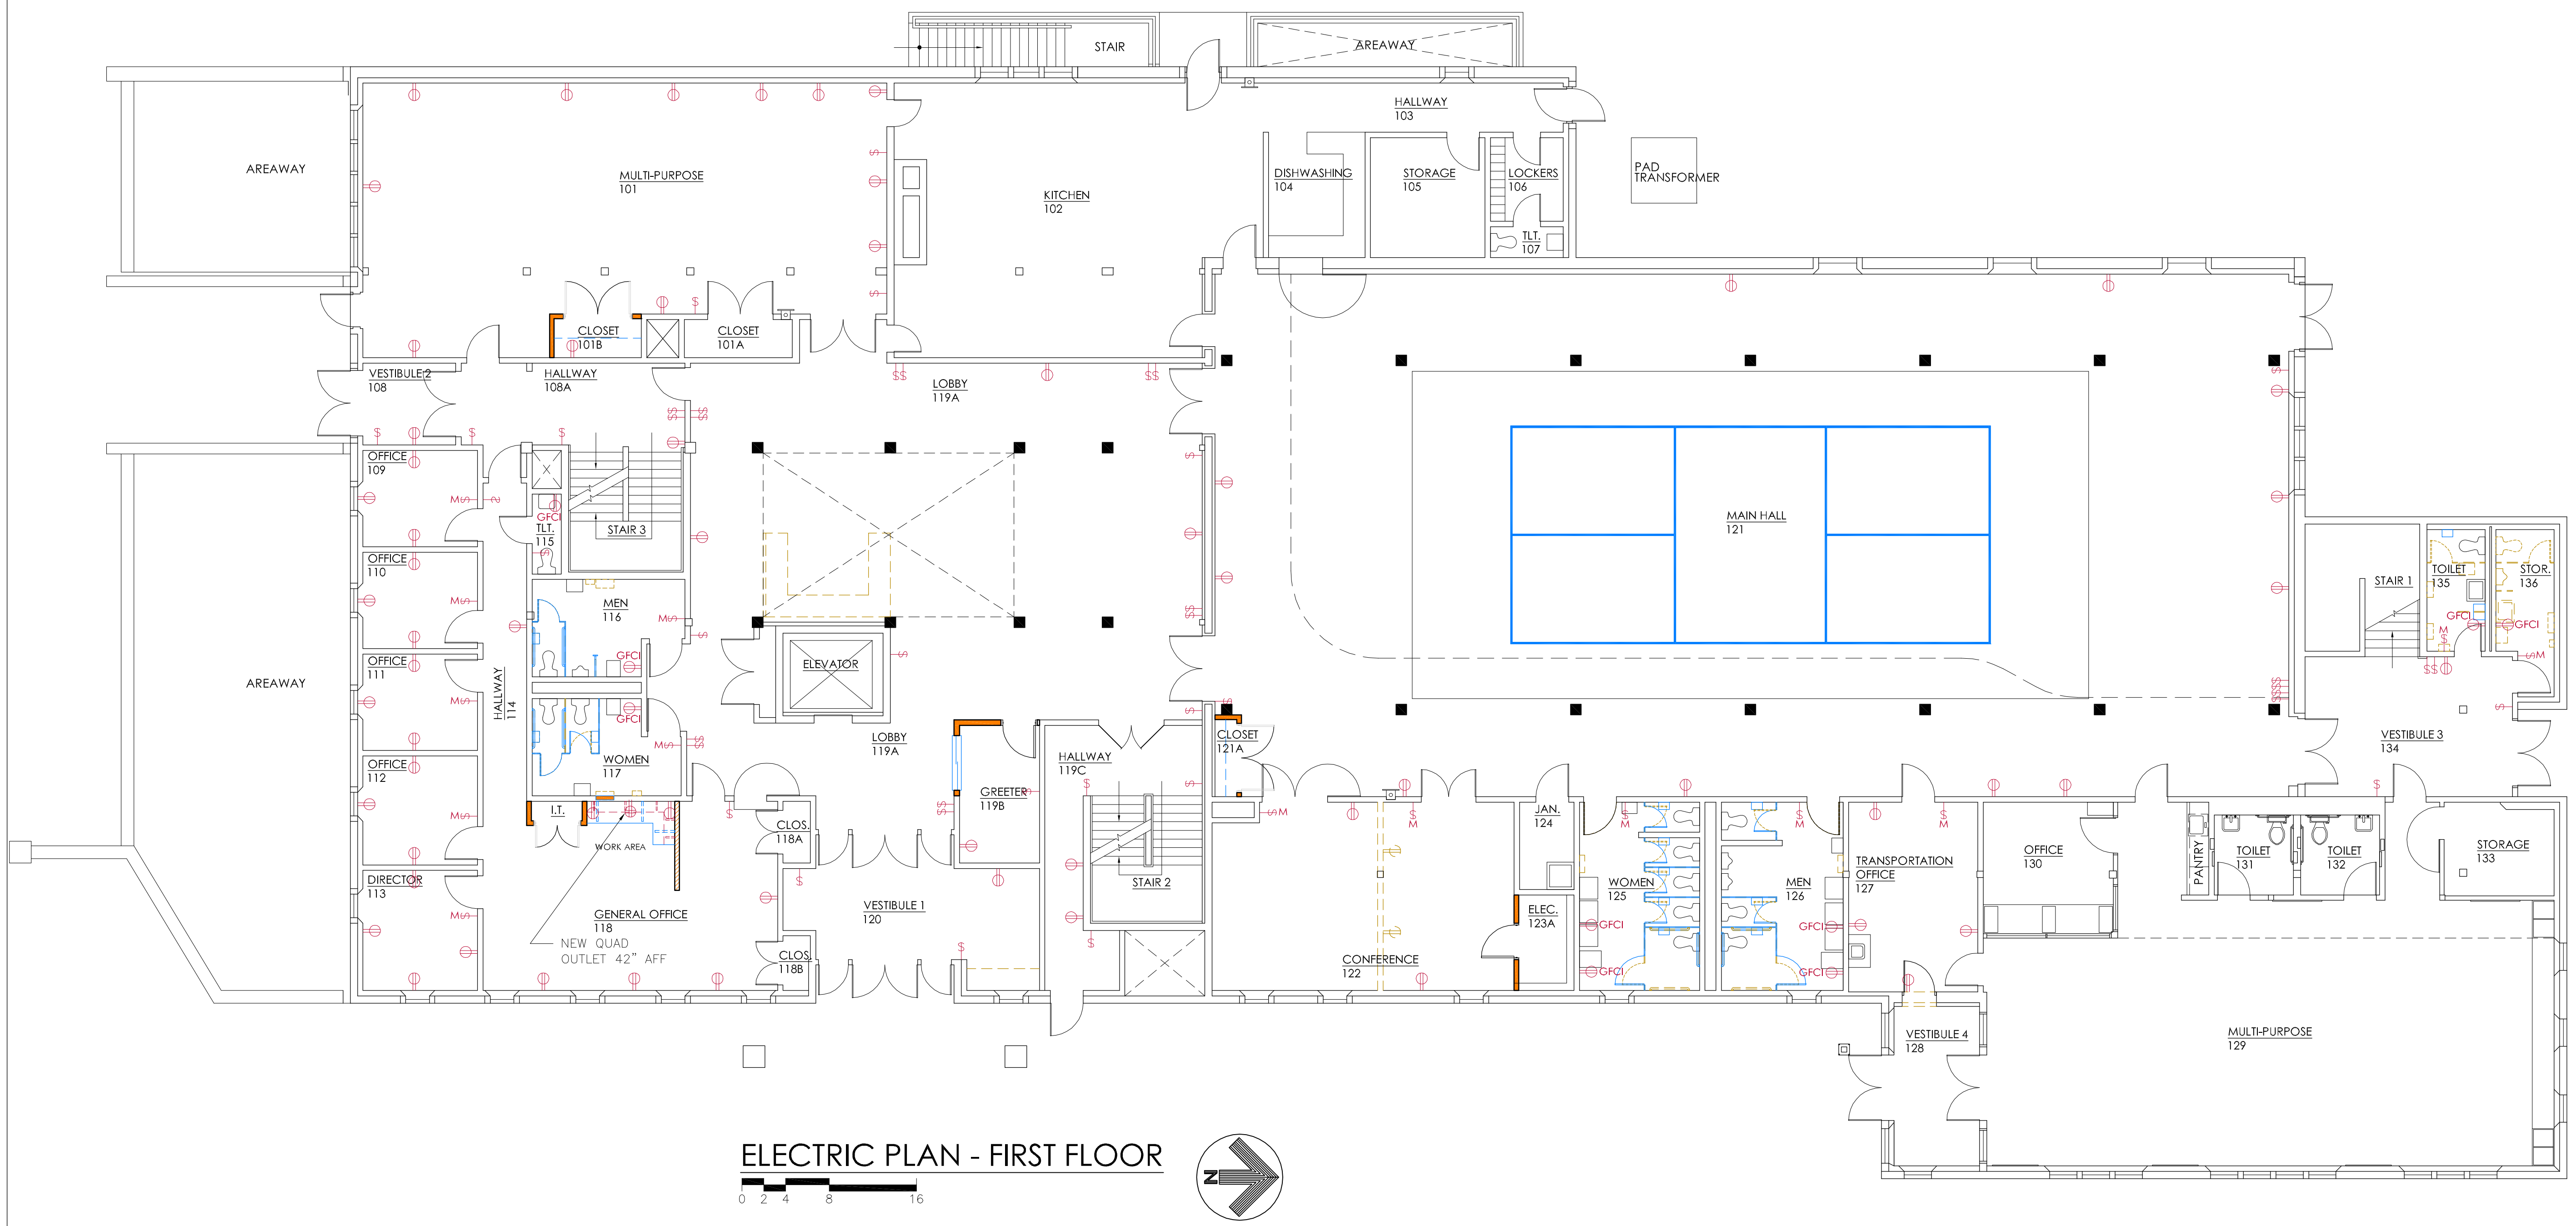 STAIR
AREAWAY
HALLWAY
103
AREAWAY
MULTI-PURPOSE
101
KITCHEN
102
DISHWASHING
104
STORAGE
105
LOCKERS
106
PAD
TRANSFORMER
TLT.
107
CLOSET
101B
CLOSET
101A
VESTIBULE 2
108
HALLWAY
108A
LOBBY
119A
OFFICE
109
GFCI
TLT.
115
STAIR 3
OFFICE
110
MEN
116
GFCI
OFFICE
111
HALLWAY
114
ELEVATOR
GFCI
WOMEN
117
OFFICE
112
I.T.
WORK AREA
DIRECTOR
113
GENERAL OFFICE
118
NEW QUAD
OUTLET 42" AFF
CLOS.
118A
CLOS.
118B
LOBBY
119A
GREETER
119B
HALLWAY
119C
STAIR 2
VESTIBULE 1
120
MAIN HALL
121
CLOSET
121A
STAIR 1
TOILET
135
GFCI
STOR.
136
GFCI
VESTIBULE 3
134
CONFERENCE
122
JAN.
124
ELEC.
123A
WOMEN
125
GFCI
GFCI
MEN
126
GFCI
GFCI
TRANSPORTATION
OFFICE
127
OFFICE
130
PANTRY
TOILET
131
TOILET
132
STORAGE
133
VESTIBULE 4
128
MULTI-PURPOSE
129
ELECTRIC PLAN - FIRST FLOOR
0 2 4 8 16
N